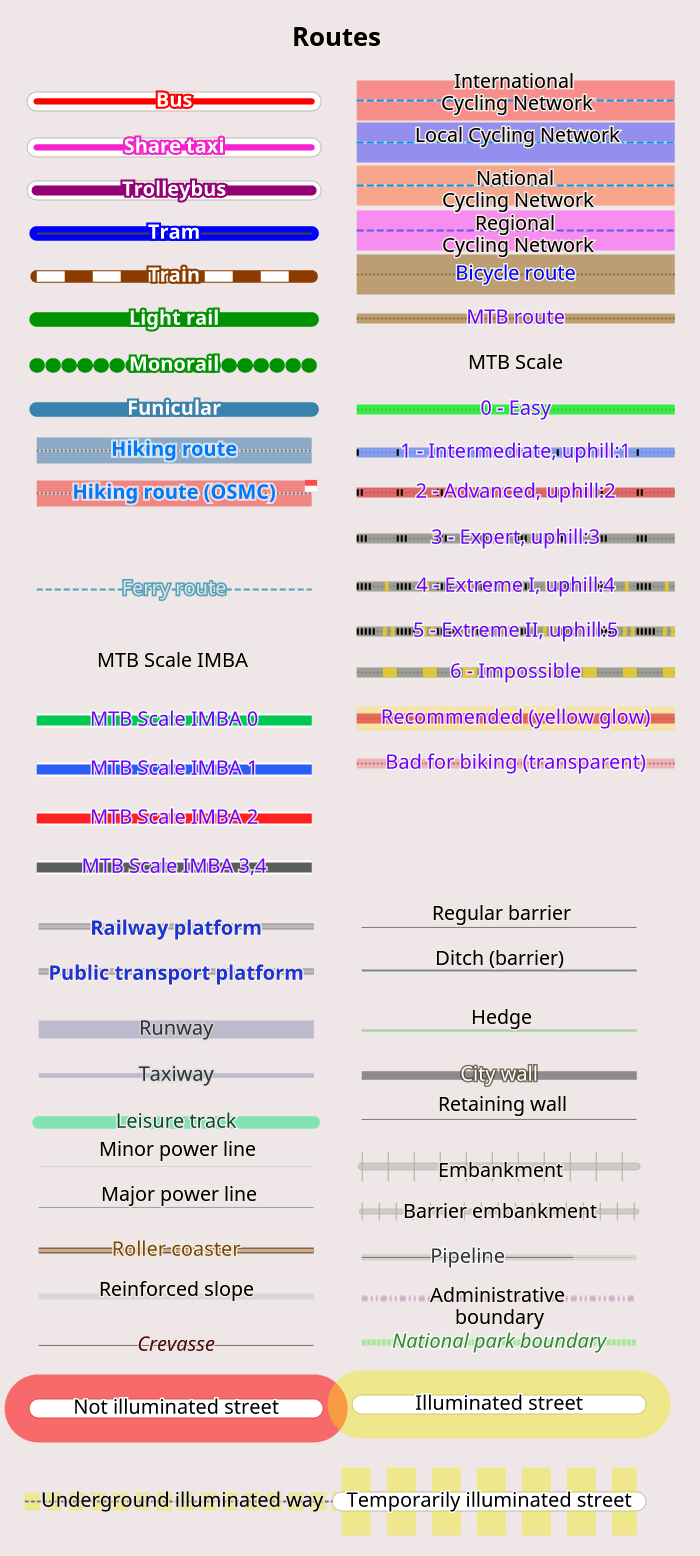 Routes
Bus
Share taxi
Trolleybus
Tram
Train
Light rail
Monorail
Funicular
Hiking route
Hiking route (OSMC)
Ferry route
MTB Scale IMBA
MTB Scale IMBA 0
MTB Scale IMBA 1
MTB Scale IMBA 2
MTB Scale IMBA 3,4
Railway platform
Public transport platform
Runway
Taxiway
Leisure track
Minor power line
Major power line
Roller coaster
Reinforced slope
Crevasse
Not illuminated street
Underground illuminated way
International
Cycling Network
Local Cycling Network
National
Cycling Network
Regional
Cycling Network
Bicycle route
MTB route
MTB Scale
0 - Easy
1 - Intermediate, uphill:1
2 - Advanced, uphill:2
3 - Expert, uphill:3
4 - Extreme I, uphill:4
5 - Extreme II, uphill:5
6 - Impossible
Recommended (yellow glow)
Bad for biking (transparent)
Regular barrier
Ditch (barrier)
Hedge
City wall
Retaining wall
Embankment
Barrier embankment
Pipeline
Administrative
boundary
National park boundary
Illuminated street
Temporarily illuminated street